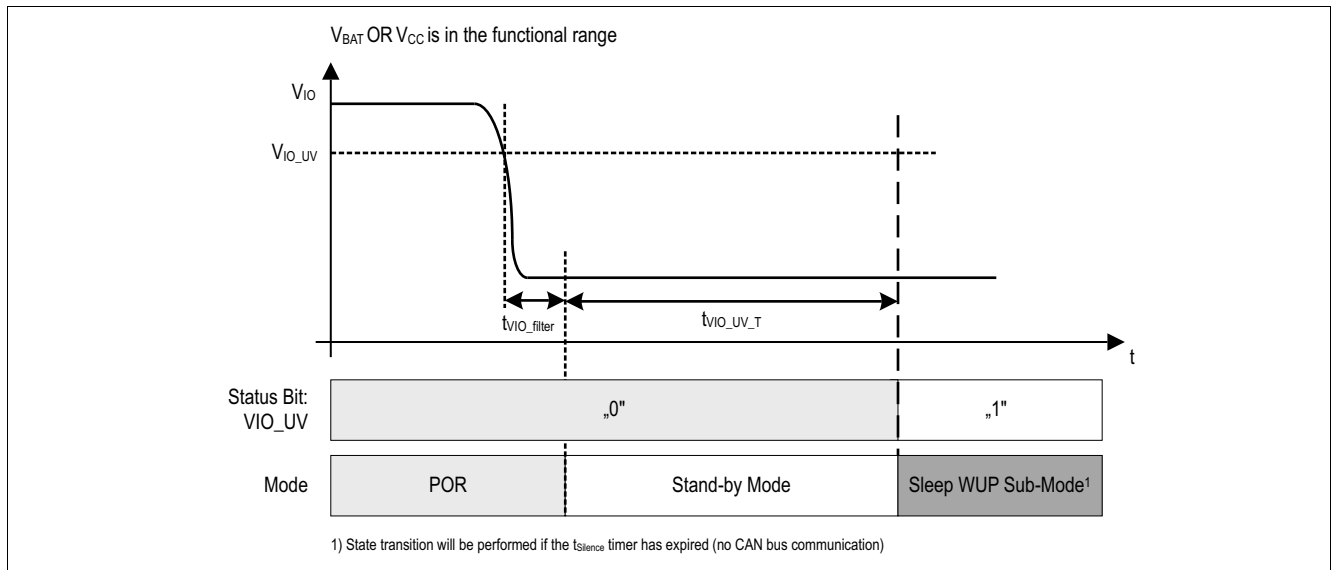 VBAT OR VCC is in the functional range
VIO
VIO_UV
tVIO_filter
tVIO_UV_T
t
Status Bit:
VIO_UV
„0"
„1"
Mode
POR
Stand-by Mode
Sleep WUP Sub-Mode¹
1) State transition will be performed if the tSilence timer has expired (no CAN bus communication)